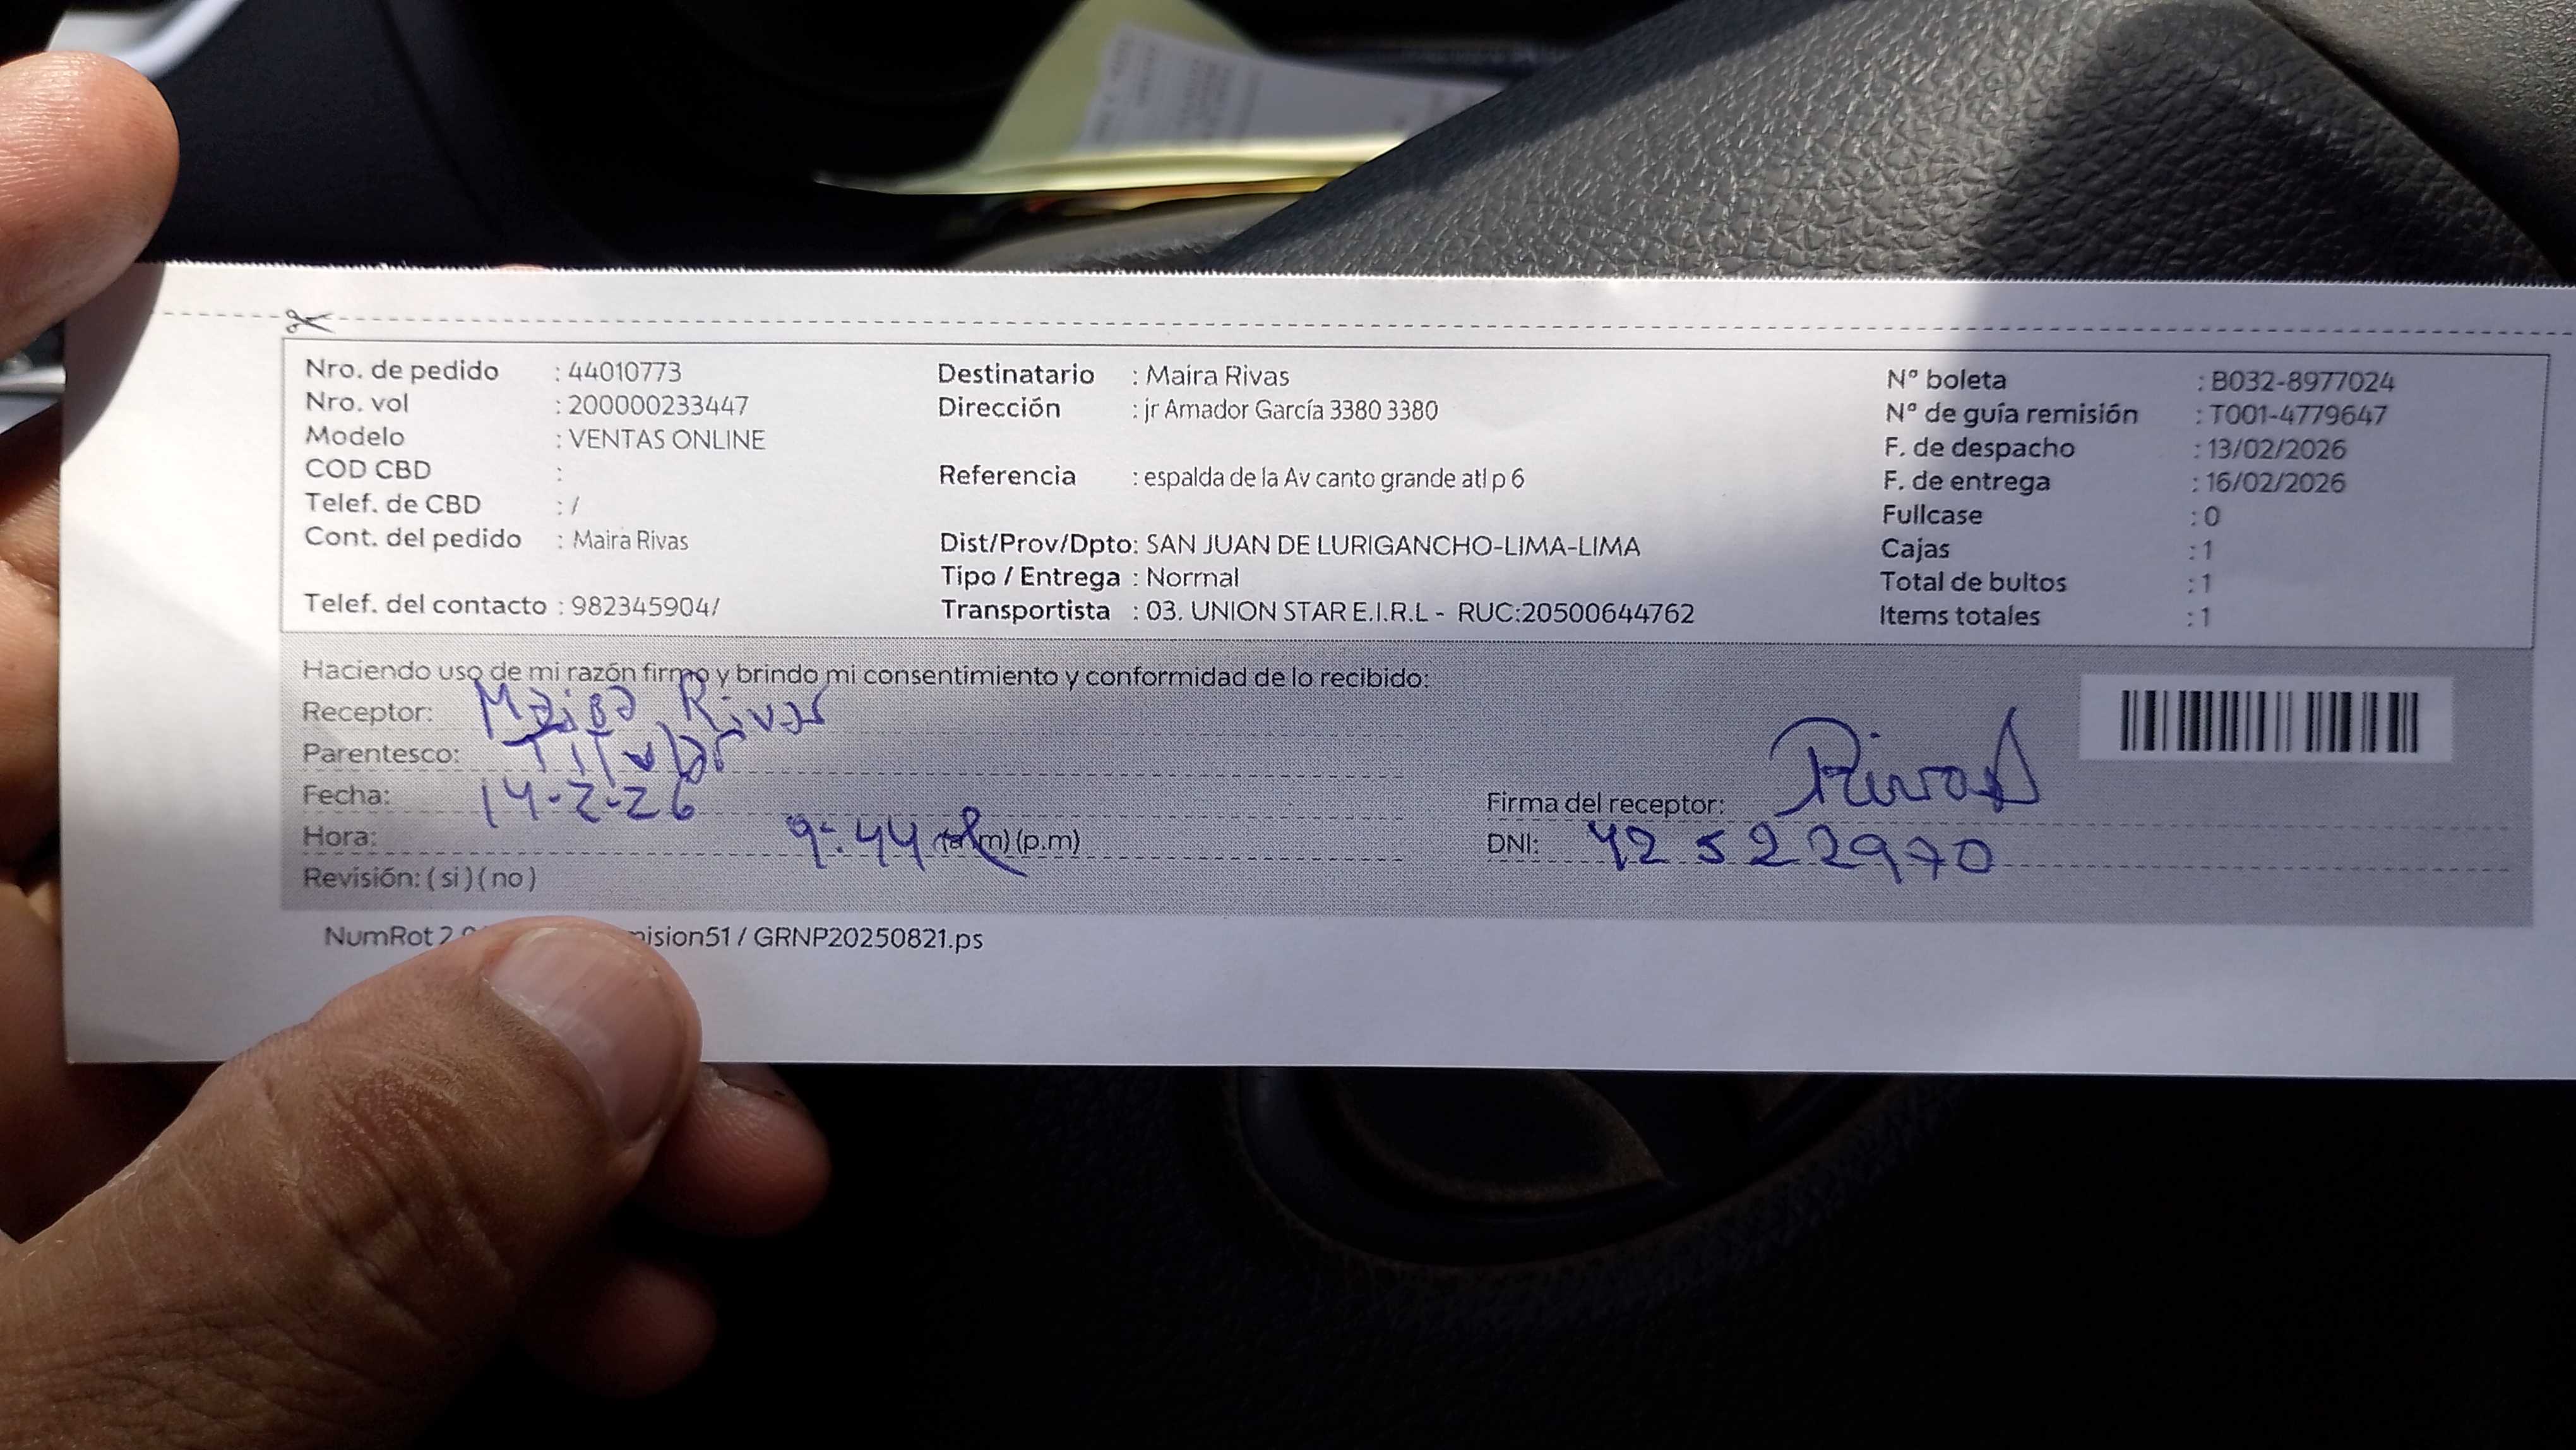 Nro. de pedido : 44010773
Nro. vol : 200000233447
Modelo : VENTAS ONLINE
COD CBD :
Telef. de CBD : /
Cont. del pedido : Maira Rivas
Telef. del contacto : 982345904/
Destinatario : Maira Rivas
Dirección : jr Amador García 3380 3380
Referencia : espalda de la Av canto grande atl p 6
Dist/Prov/Dpto: SAN JUAN DE LURIGANCHO-LIMA-LIMA
Tipo / Entrega : Normal
Transportista : 03. UNION STAR E.I.R.L - RUC:20500644762
N° boleta : B032-8977024
N° de guía remisión : T001-4779647
F. de despacho : 13/02/2026
F. de entrega : 16/02/2026
Fullcase : 0
Cajas : 1
Total de bultos : 1
Items totales : 1
Haciendo uso de mi razón firmo y brindo mi consentimiento y conformidad de lo recibido:
Receptor: Maira Rivas
Parentesco: Titular
Fecha: 14-2-26
Hora: 9:44 (a.m) (p.m)
Revisión: ( si ) ( no )
Firma del receptor: Rivas
DNI: 42522970
NumRot 2 / GRNP20250821.ps